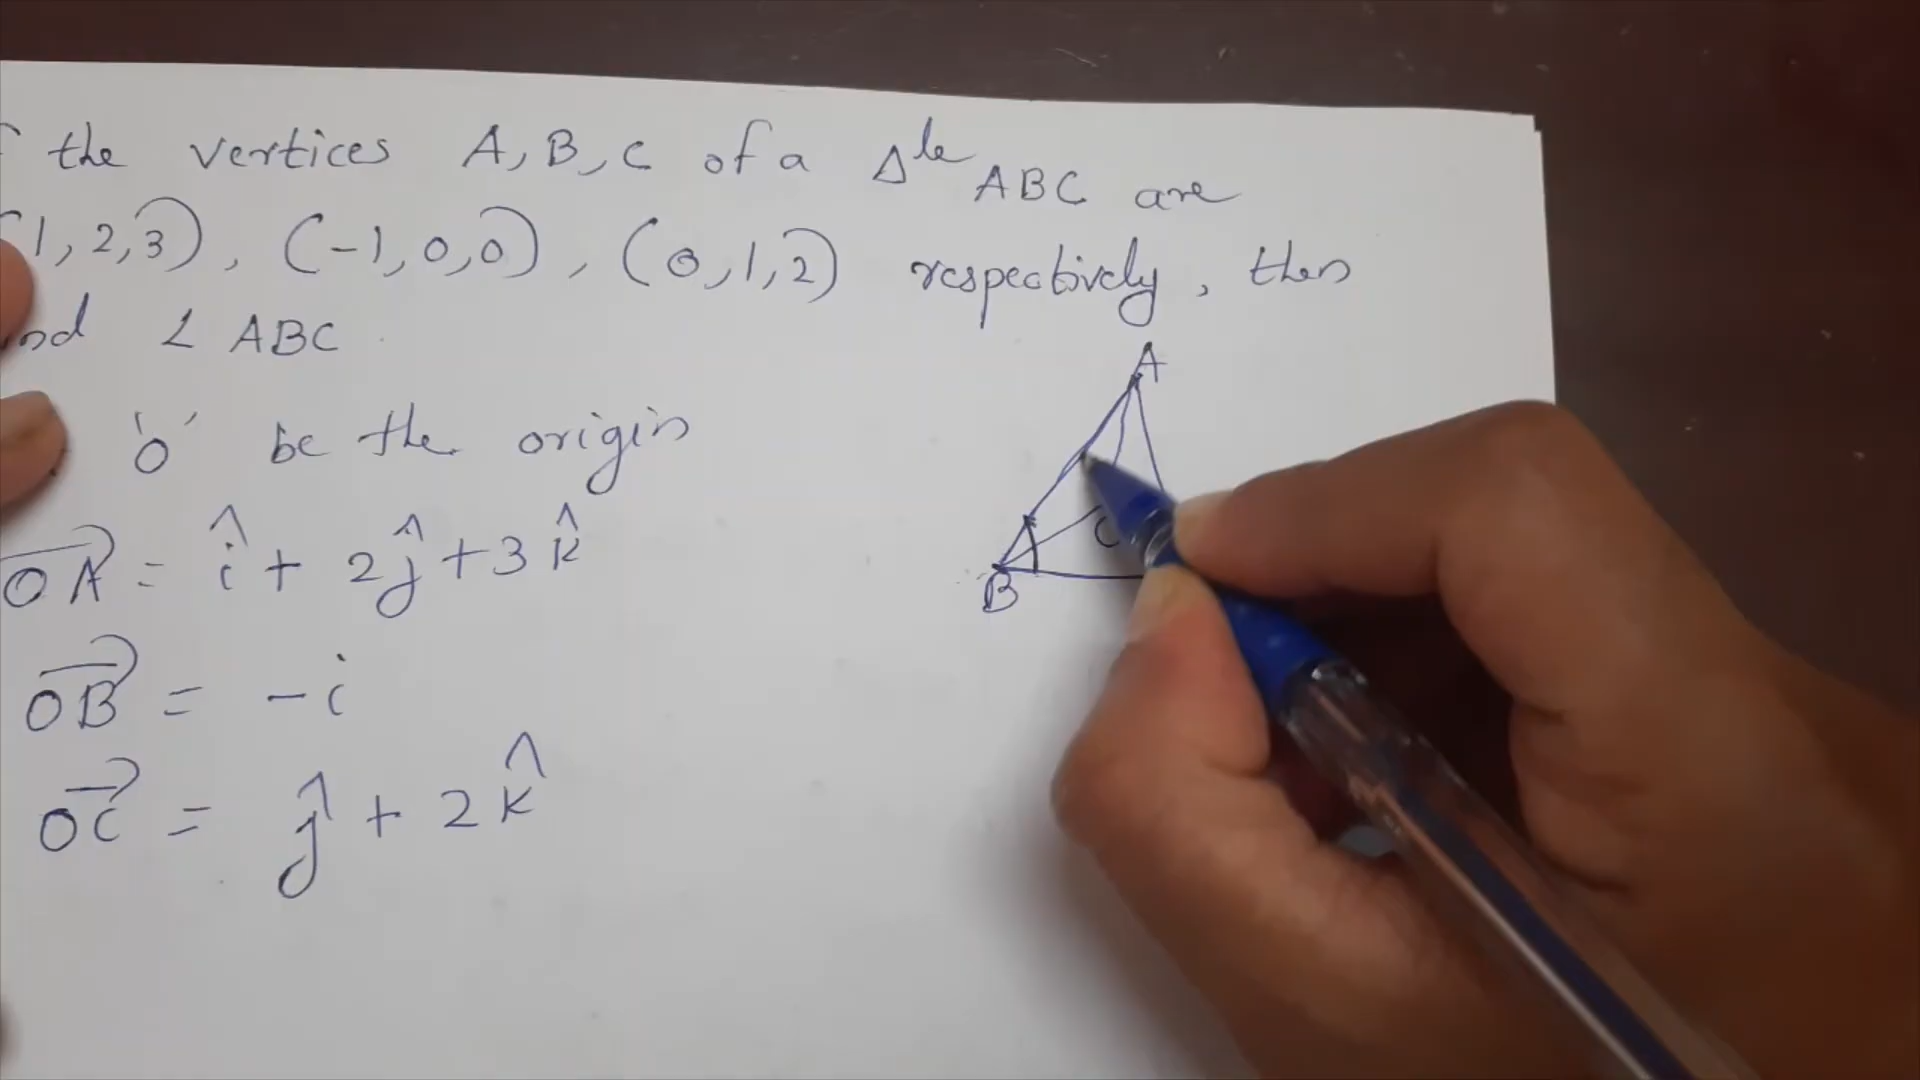 the vertices A, B, C of a Δle ABC are
1, 2, 3), (-1, 0, 0), (0, 1, 2) respectively, then
nd ∠ ABC
'O' be the origin
A
C
B
OA⃗ = î + 2ĵ + 3k̂
OB⃗ = - i
OC⃗ = ĵ + 2k̂